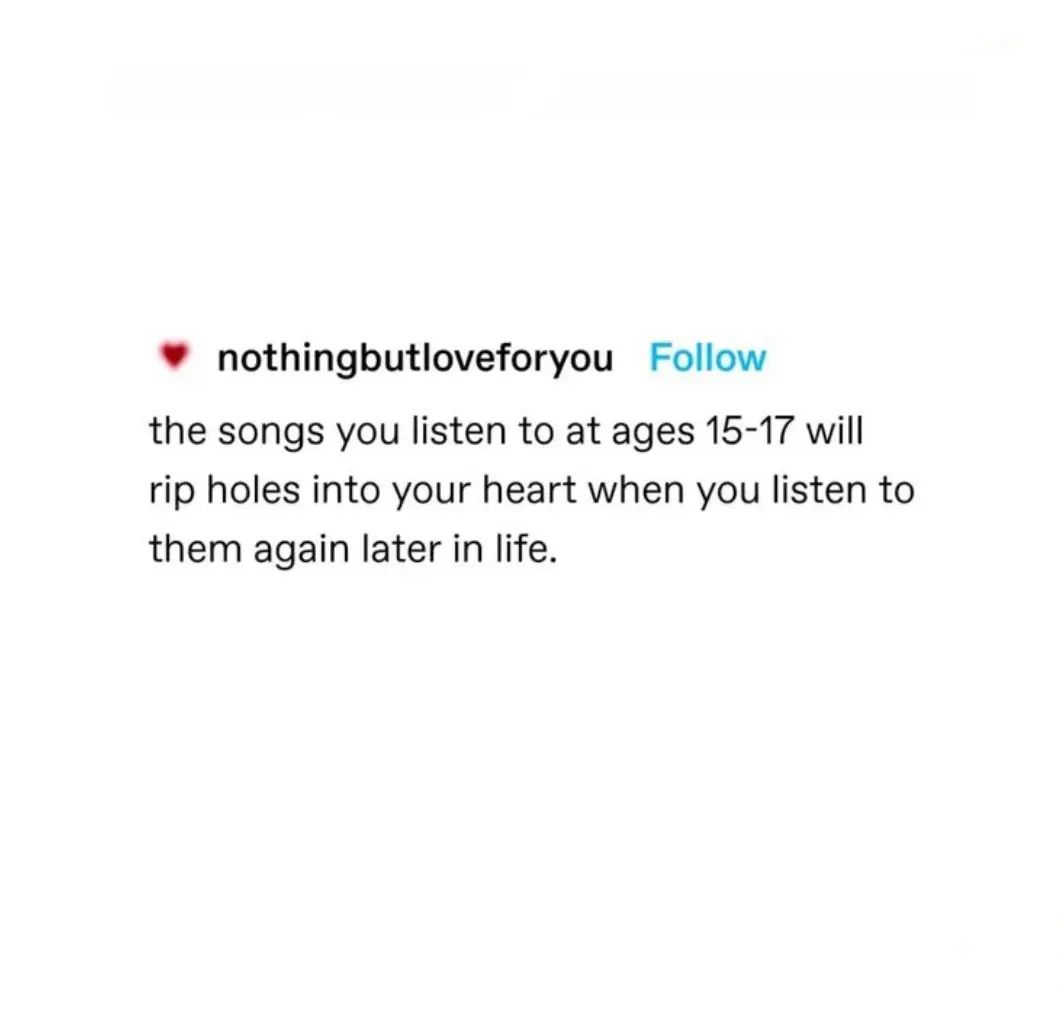 nothingbutloveforyou Follow
the songs you listen to at ages 15-17 will
rip holes into your heart when you listen to
them again later in life.